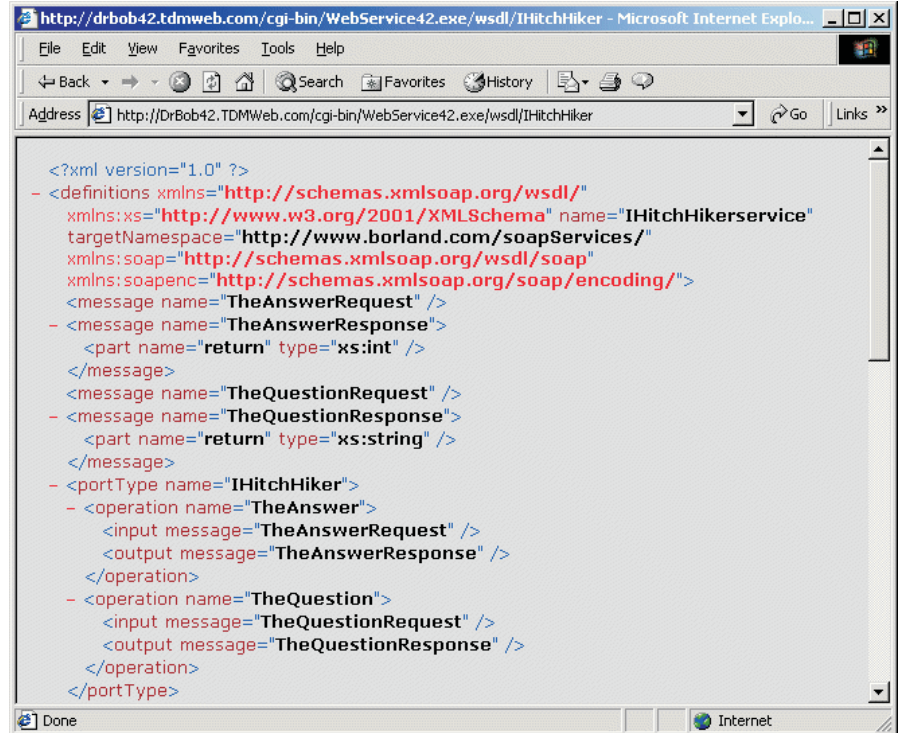 http://drbob42.tdmweb.com/cgi-bin/WebService42.exe/wsdl/IHitchHiker - Microsoft Internet Explo...
File Edit View Favorites Tools Help
Back Search Favorites History
Address http://DrBob42.TDMWeb.com/cgi-bin/WebService42.exe/wsdl/IHitchHiker Go Links »
<?xml version="1.0" ?>
- <definitions xmlns="http://schemas.xmlsoap.org/wsdl/"
xmlns:xs="http://www.w3.org/2001/XMLSchema" name="IHitchHikerservice"
targetNamespace="http://www.borland.com/soapServices/"
xmlns:soap="http://schemas.xmlsoap.org/wsdl/soap"
xmlns:soapenc="http://schemas.xmlsoap.org/soap/encoding/">
<message name="TheAnswerRequest" />
- <message name="TheAnswerResponse">
<part name="return" type="xs:int" />
</message>
<message name="TheQuestionRequest" />
- <message name="TheQuestionResponse">
<part name="return" type="xs:string" />
</message>
- <portType name="IHitchHiker">
- <operation name="TheAnswer">
<input message="TheAnswerRequest" />
<output message="TheAnswerResponse" />
</operation>
- <operation name="TheQuestion">
<input message="TheQuestionRequest" />
<output message="TheQuestionResponse" />
</operation>
</portType>
Done Internet